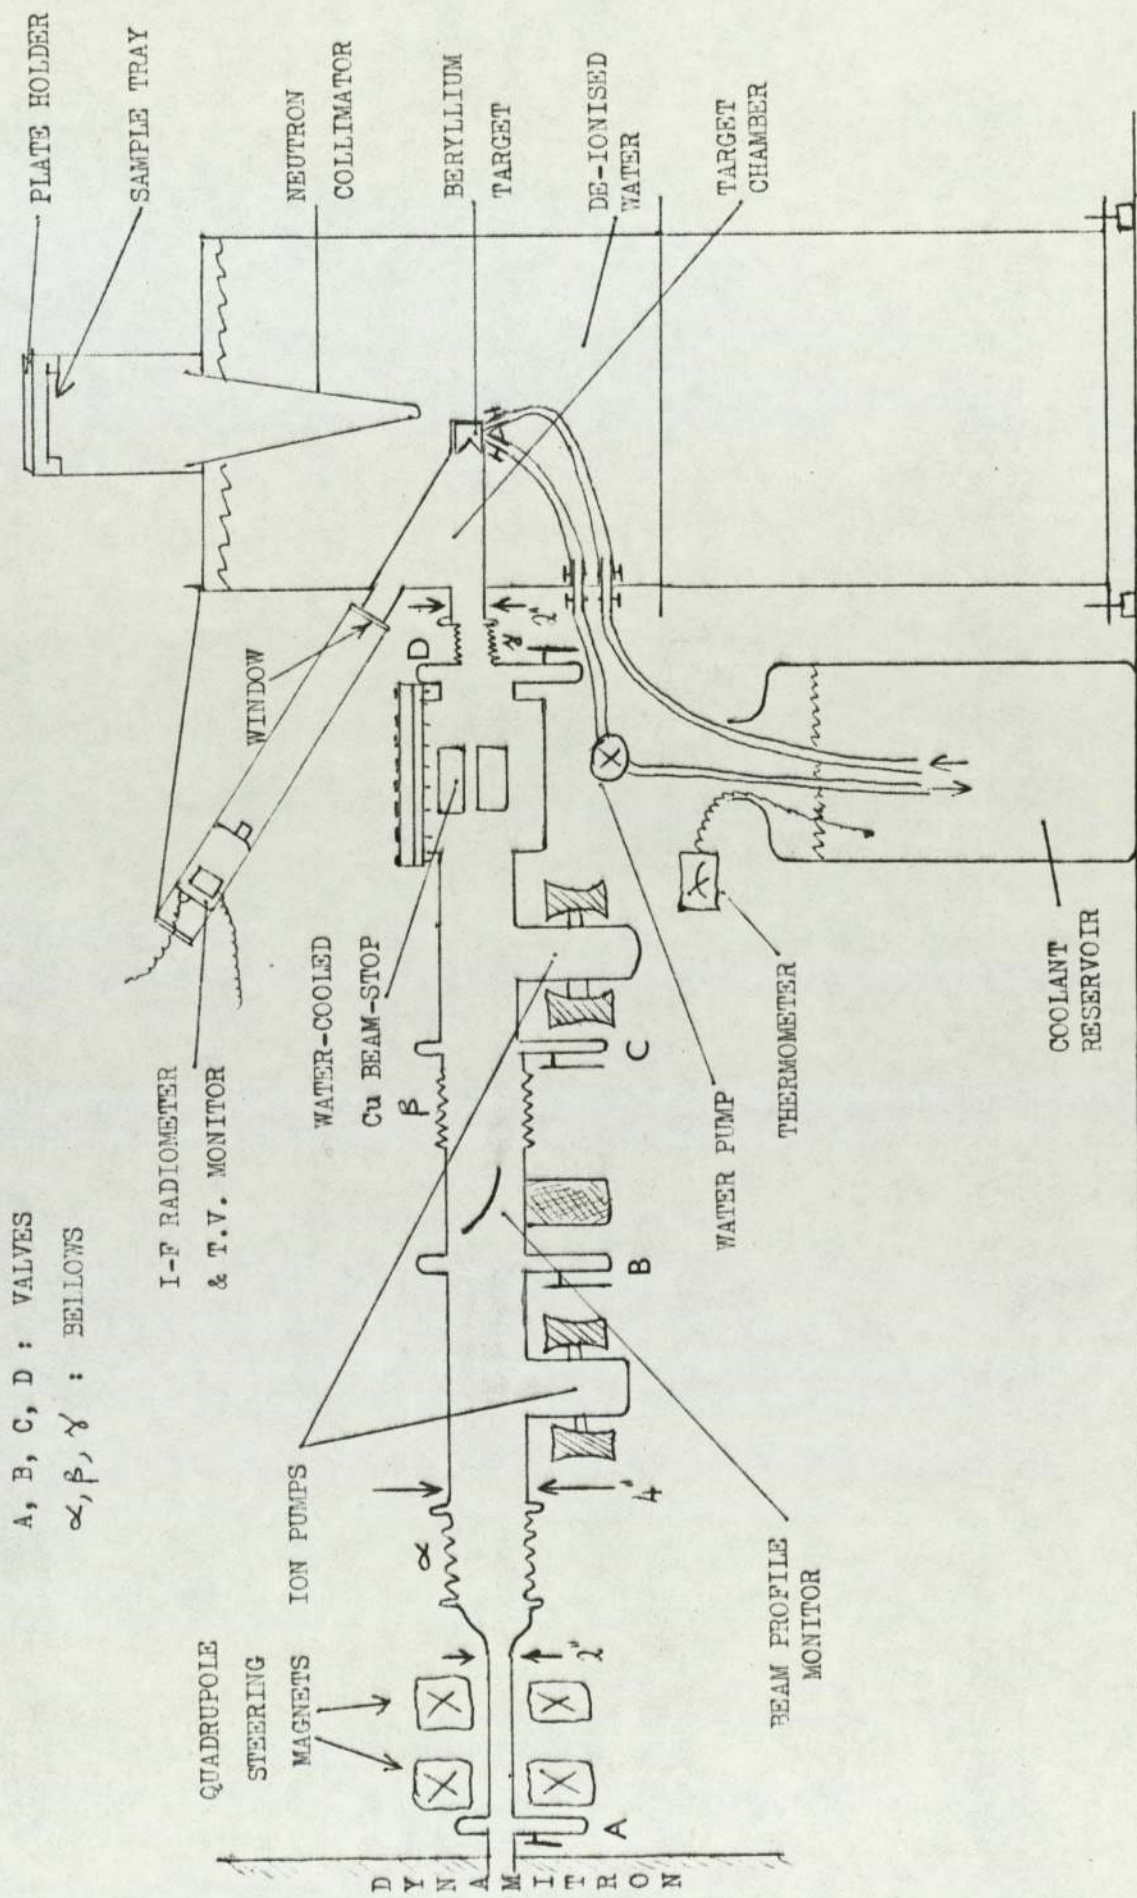 A, B, C, D : VALVES
α, β, γ : BELLOWS
PLATE HOLDER
SAMPLE TRAY
NEUTRON
COLLIMATOR
BERYLLIUM
TARGET
DE-IONISED
WATER
TARGET
CHAMBER
WINDOW
I-F RADIOMETER
& T.V. MONITOR
WATER-COOLED
Cu BEAM-STOP
ION PUMPS
QUADRUPOLE
STEERING
MAGNETS
D
γ
2"
β
C
B
α
4"
2"
A
DYNAMITRON
BEAM PROFILE
MONITOR
WATER PUMP
THERMOMETER
COOLANT
RESERVOIR